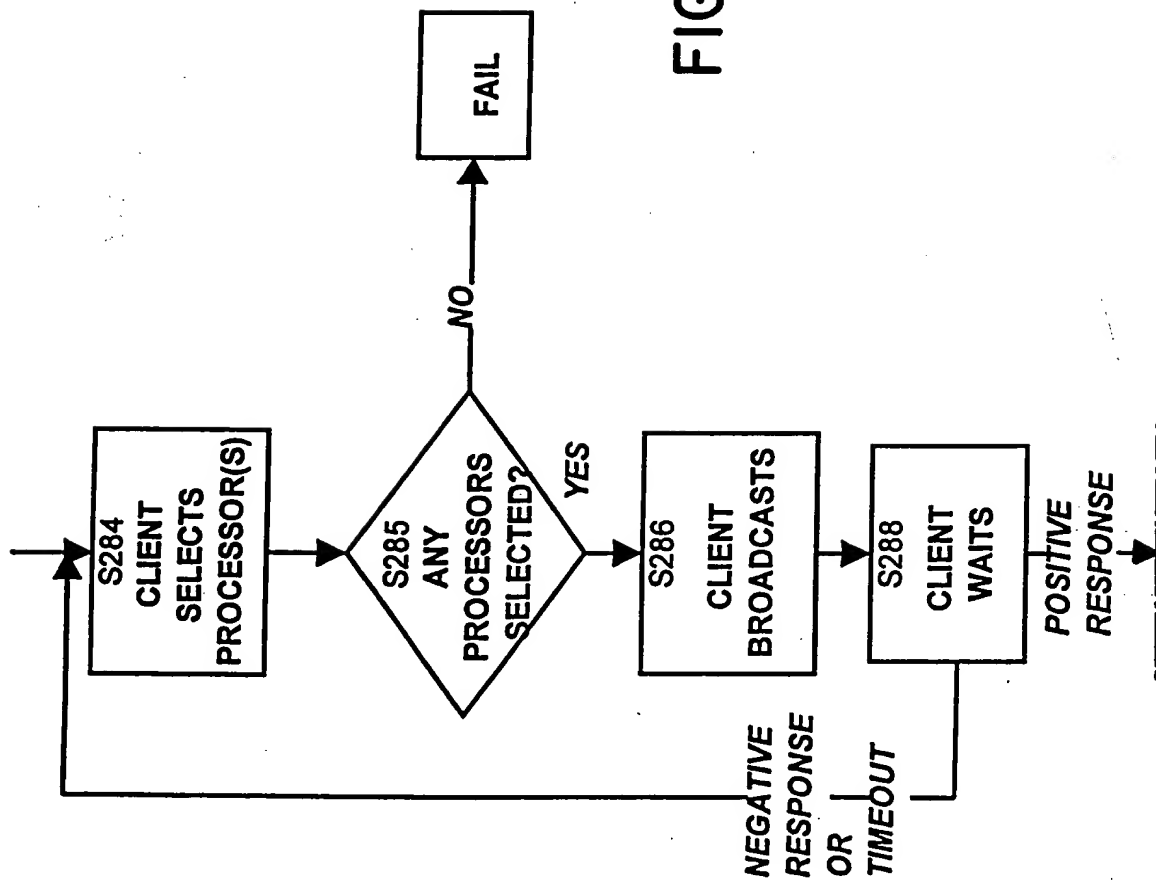 S284
CLIENT
SELECTS
PROCESSOR(S)
S285
ANY
PROCESSORS
SELECTED?
NO
FAIL
YES
S286
CLIENT
BROADCASTS
S288
CLIENT
WAITS
NEGATIVE
RESPONSE
OR
TIMEOUT
POSITIVE
RESPONSE
FIG